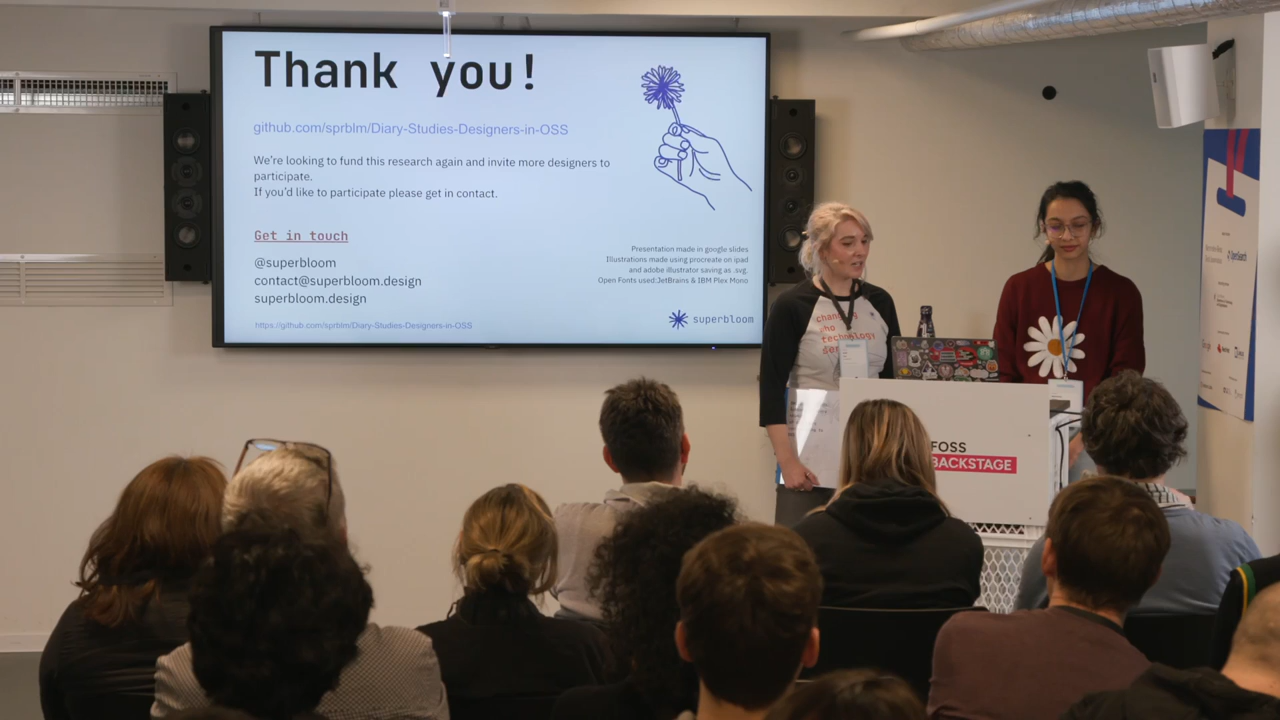 Thank you!
github.com/sprblm/Diary-Studies-Designers-in-OSS
We're looking to fund this research again and invite more designers to
participate.
If you'd like to participate please get in contact.
Get in touch
@superbloom
contact@superbloom.design
superbloom.design
https://github.com/sprblm/Diary-Studies-Designers-in-OSS
Presentation made in google slides
Illustrations made using procreate on ipad
and adobe illustrator saving as .svg.
Open Fonts used:JetBrains & IBM Plex Mono
superbloom
technology
FOSS
BACKSTAGE
OpenSearch
Google